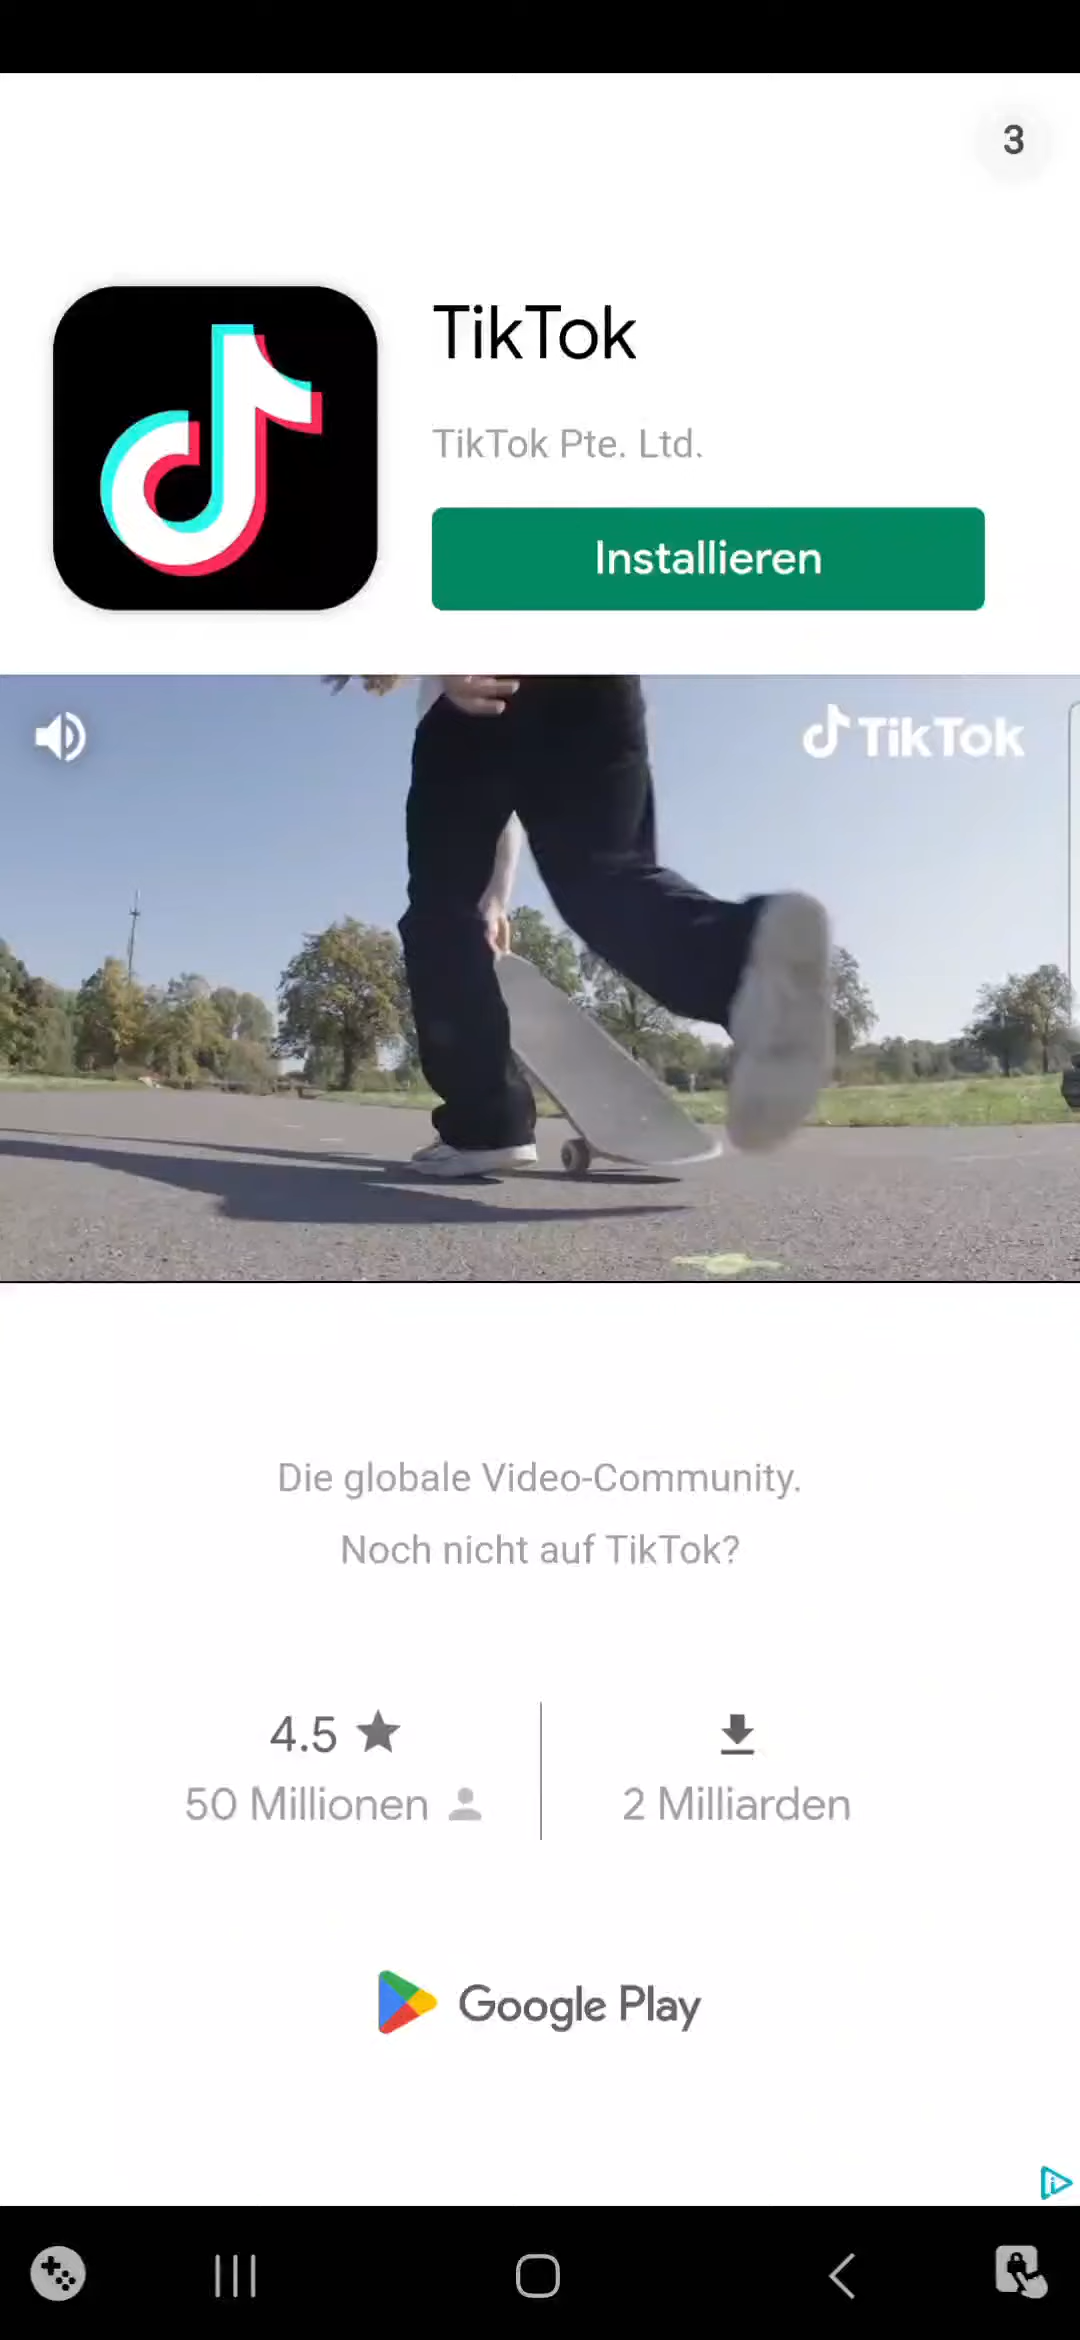 3
TikTok
TikTok Pte. Ltd.
Installieren
TikTok
Die globale Video-Community.
Noch nicht auf TikTok?
4.5
50 Millionen
2 Milliarden
Google Play